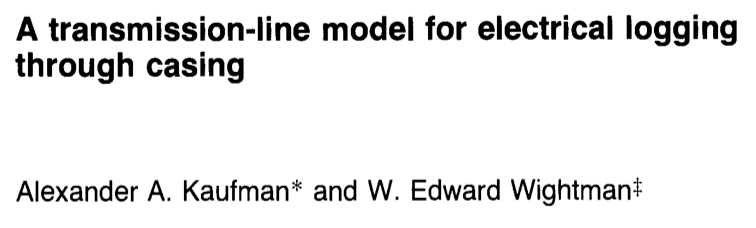 A transmission-line model for electrical logging
through casing
Alexander A. Kaufman* and W. Edward Wightman‡